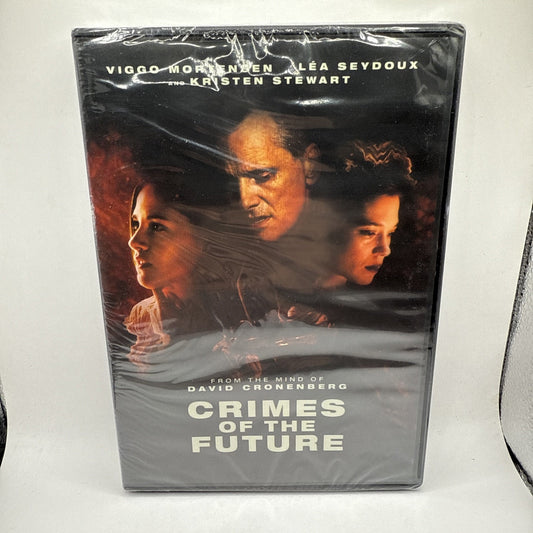 VIGGO MORTENSEN LÉA SEYDOUX
AND KRISTEN STEWART
FROM THE MIND OF
DAVID CRONENBERG
CRIMES
OF THE
FUTURE